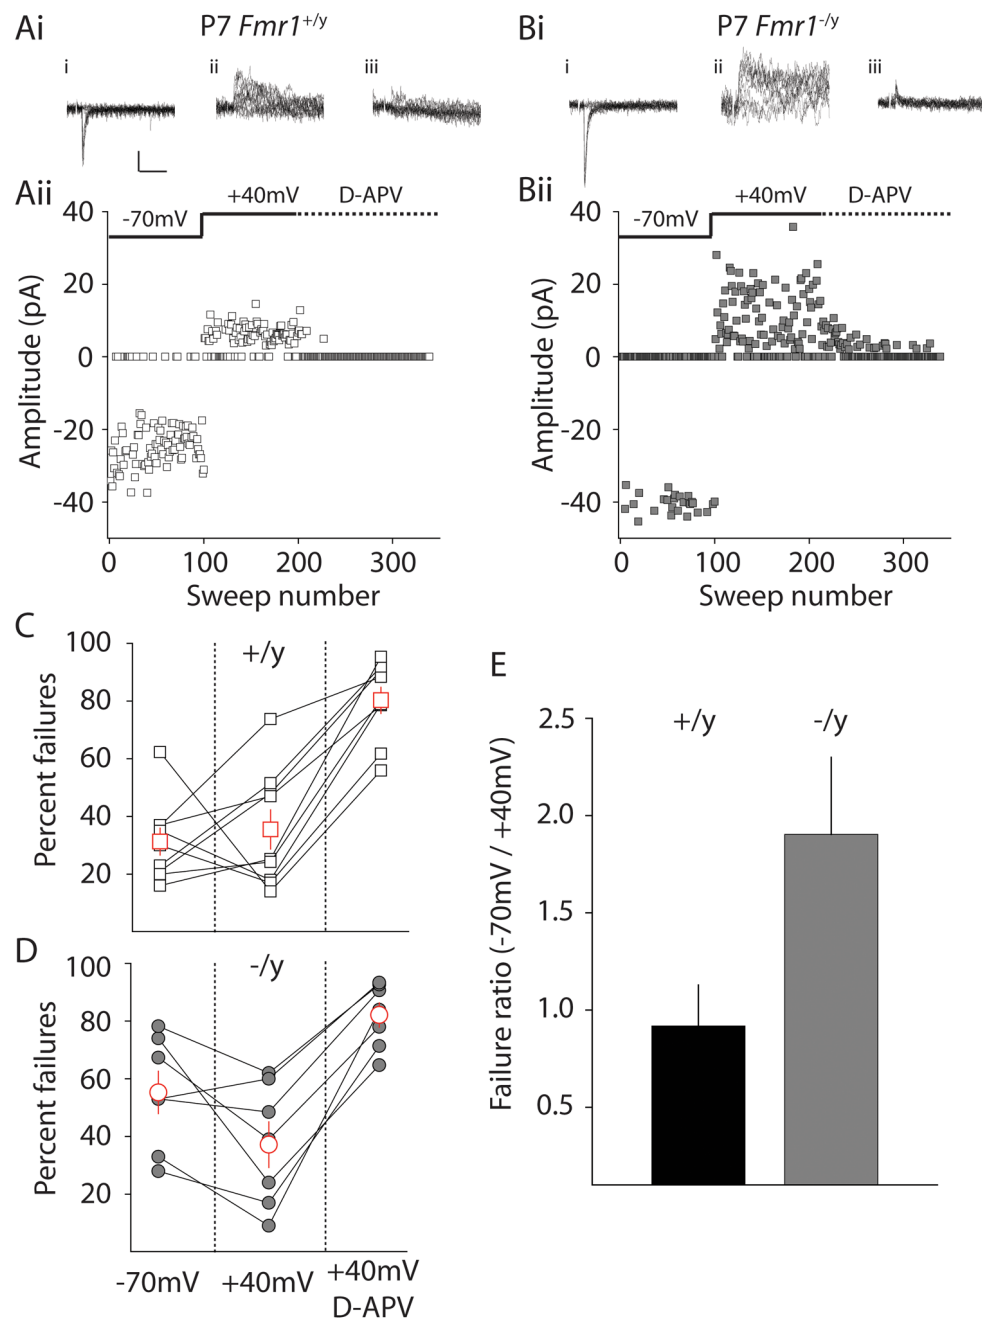 Ai
P7 Fmr1+/y
i
ii
iii
Bi
P7 Fmr1-/y
i
ii
iii
Aii
-70mV
+40mV
D-APV
40
20
0
-20
-40
Amplitude (pA)
0
100
200
300
Sweep number
Bii
-70mV
+40mV
D-APV
40
20
0
-20
-40
Amplitude (pA)
0
100
200
300
Sweep number
C
+/y
100
80
60
40
20
Percent failures
D
-/y
100
80
60
40
20
Percent failures
-70mV
+40mV
+40mV
D-APV
E
+/y
-/y
2.5
2.0
1.5
1.0
0.5
Failure ratio (-70mV / +40mV)